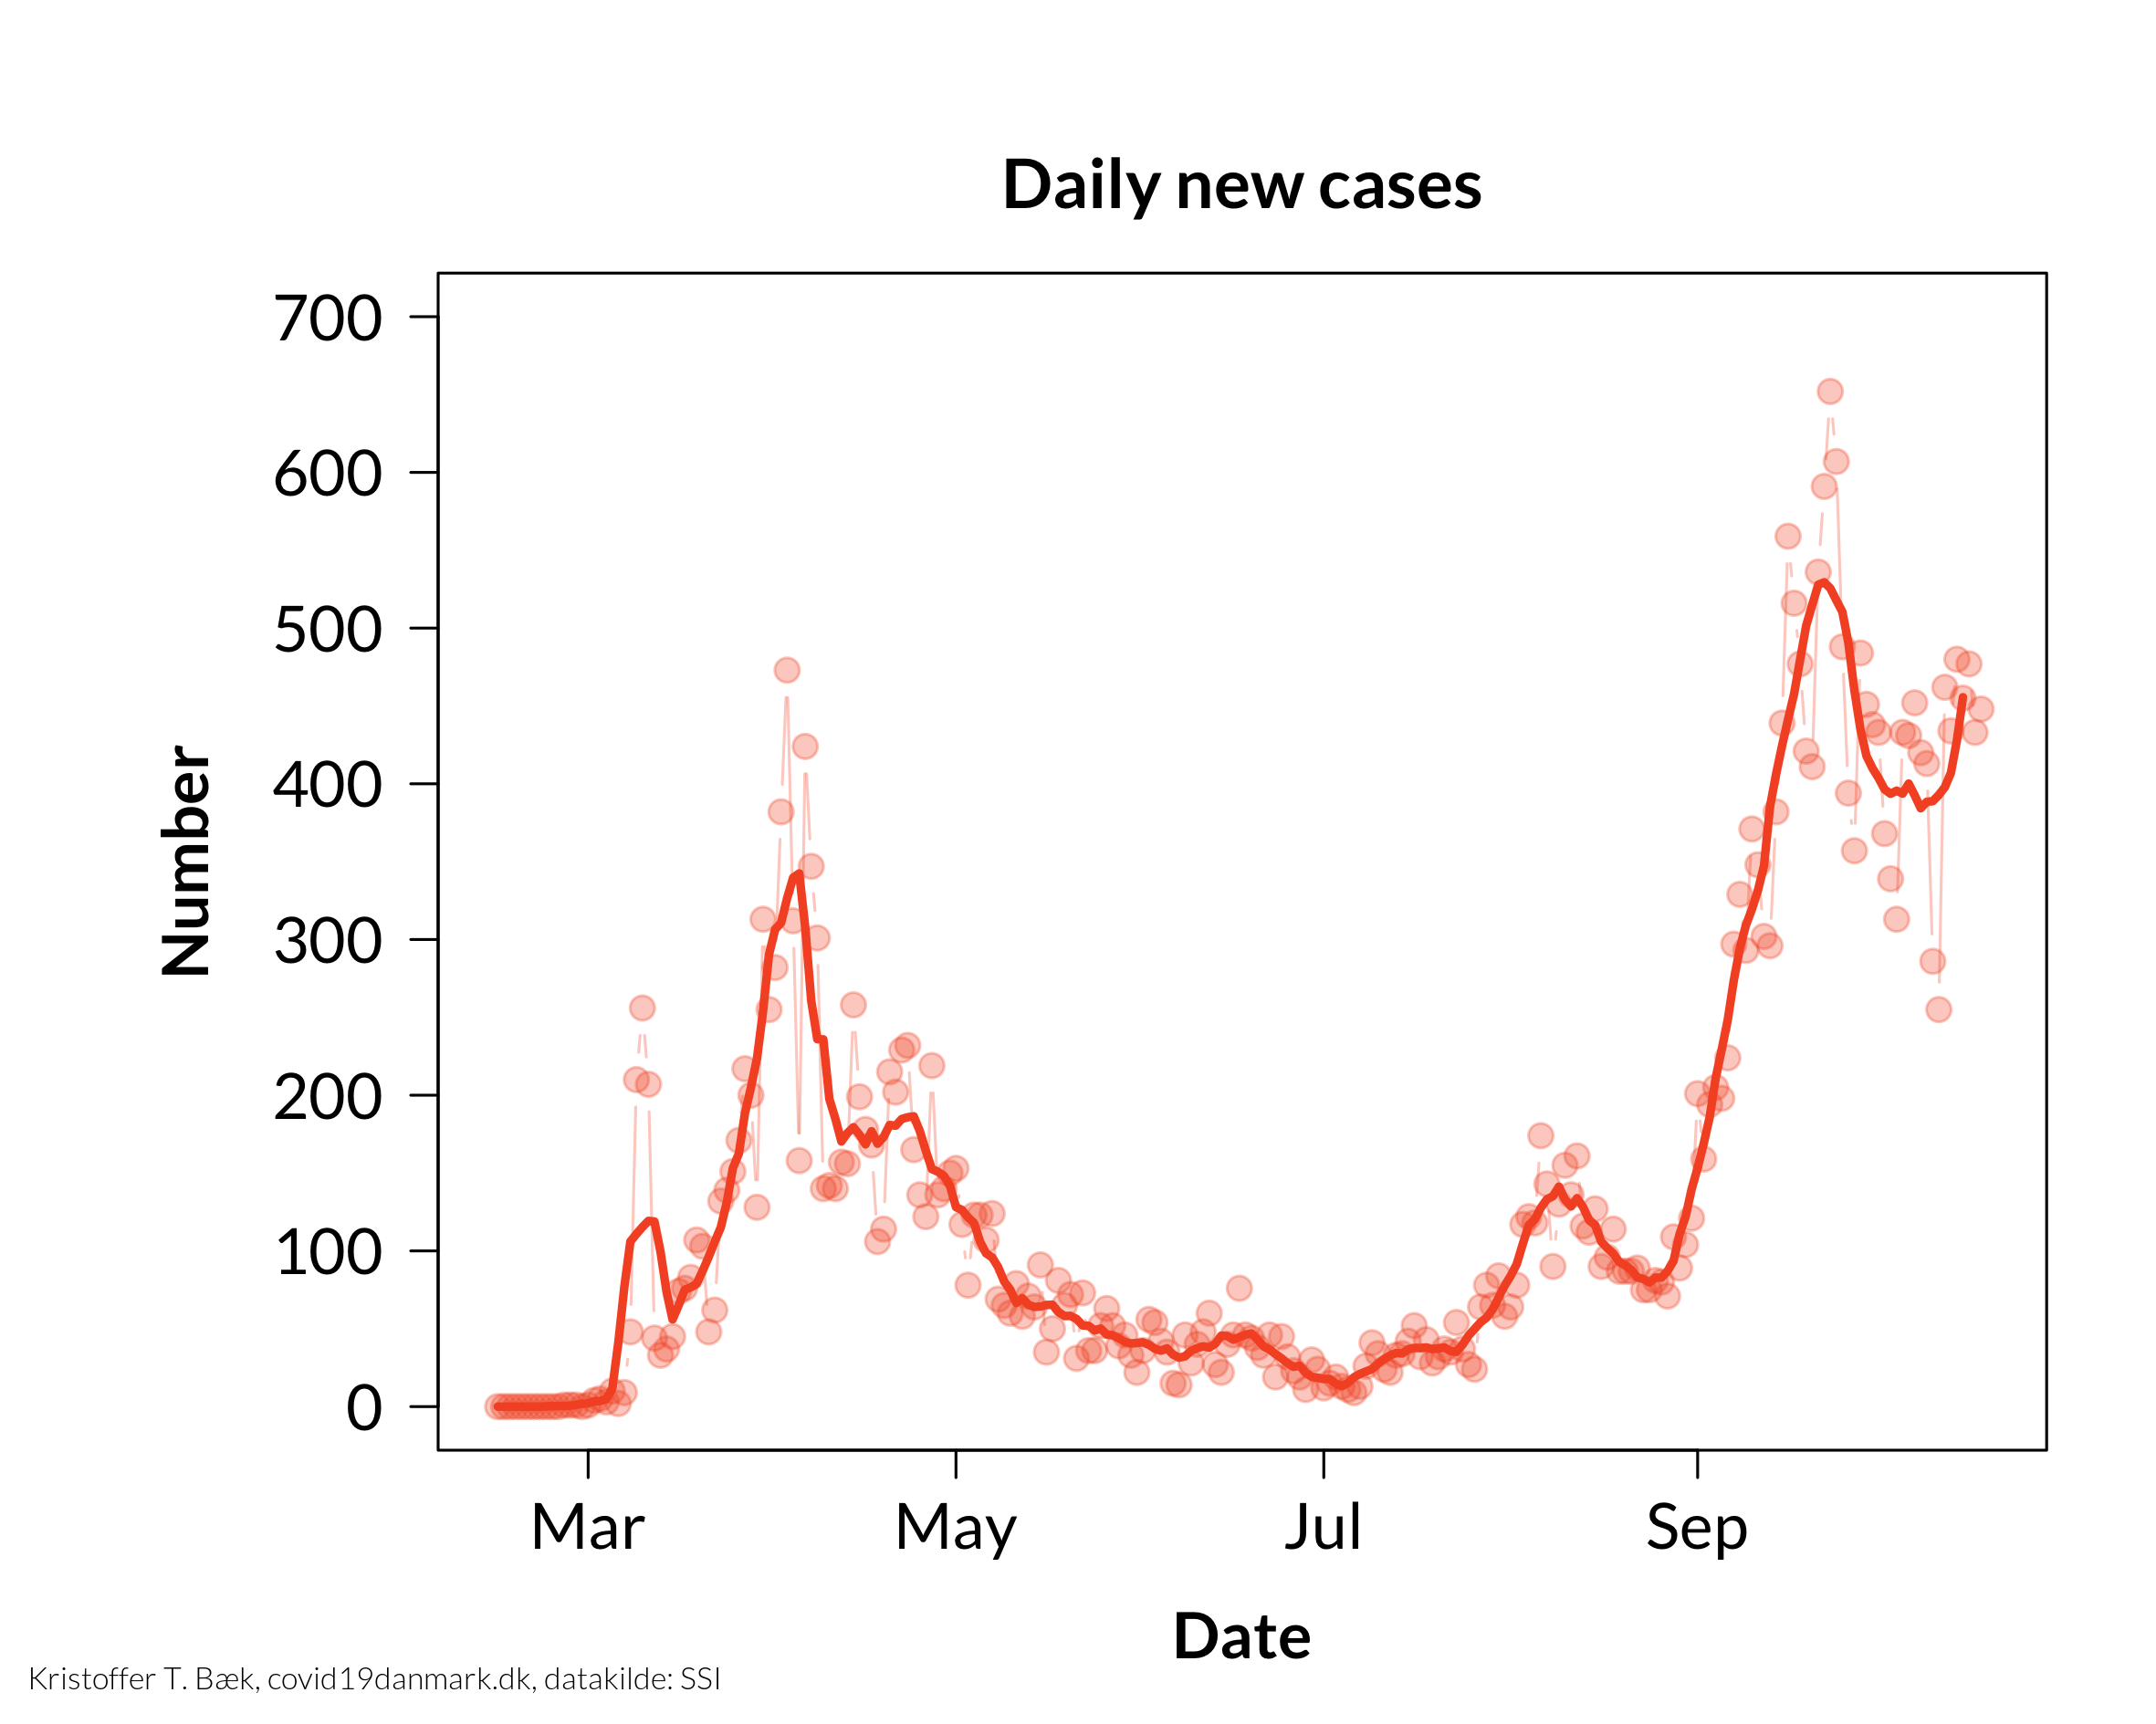 Daily new cases
700
600
500
400
300
200
100
0
Number
Mar May Jul Sep
Date
Kristoffer T. Bæk, covid19danmark.dk, datakilde: SSI